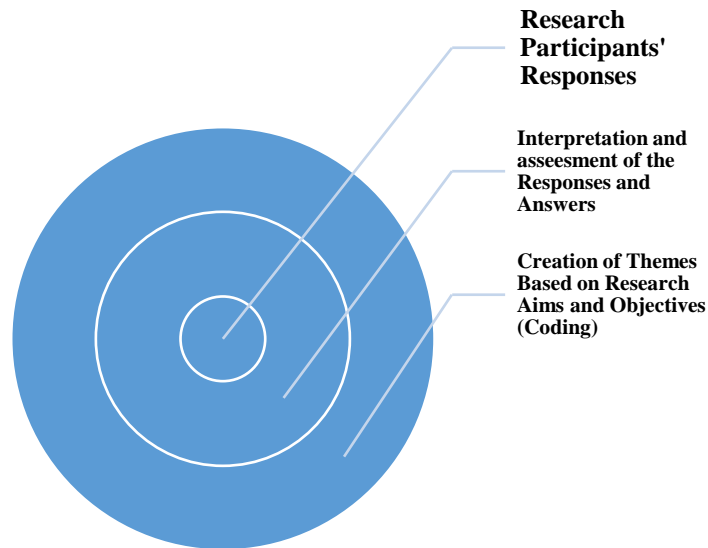 Research
Participants'
Responses
Interpretation and
asseesment of the
Responses and
Answers
Creation of Themes
Based on Research
Aims and Objectives
(Coding)